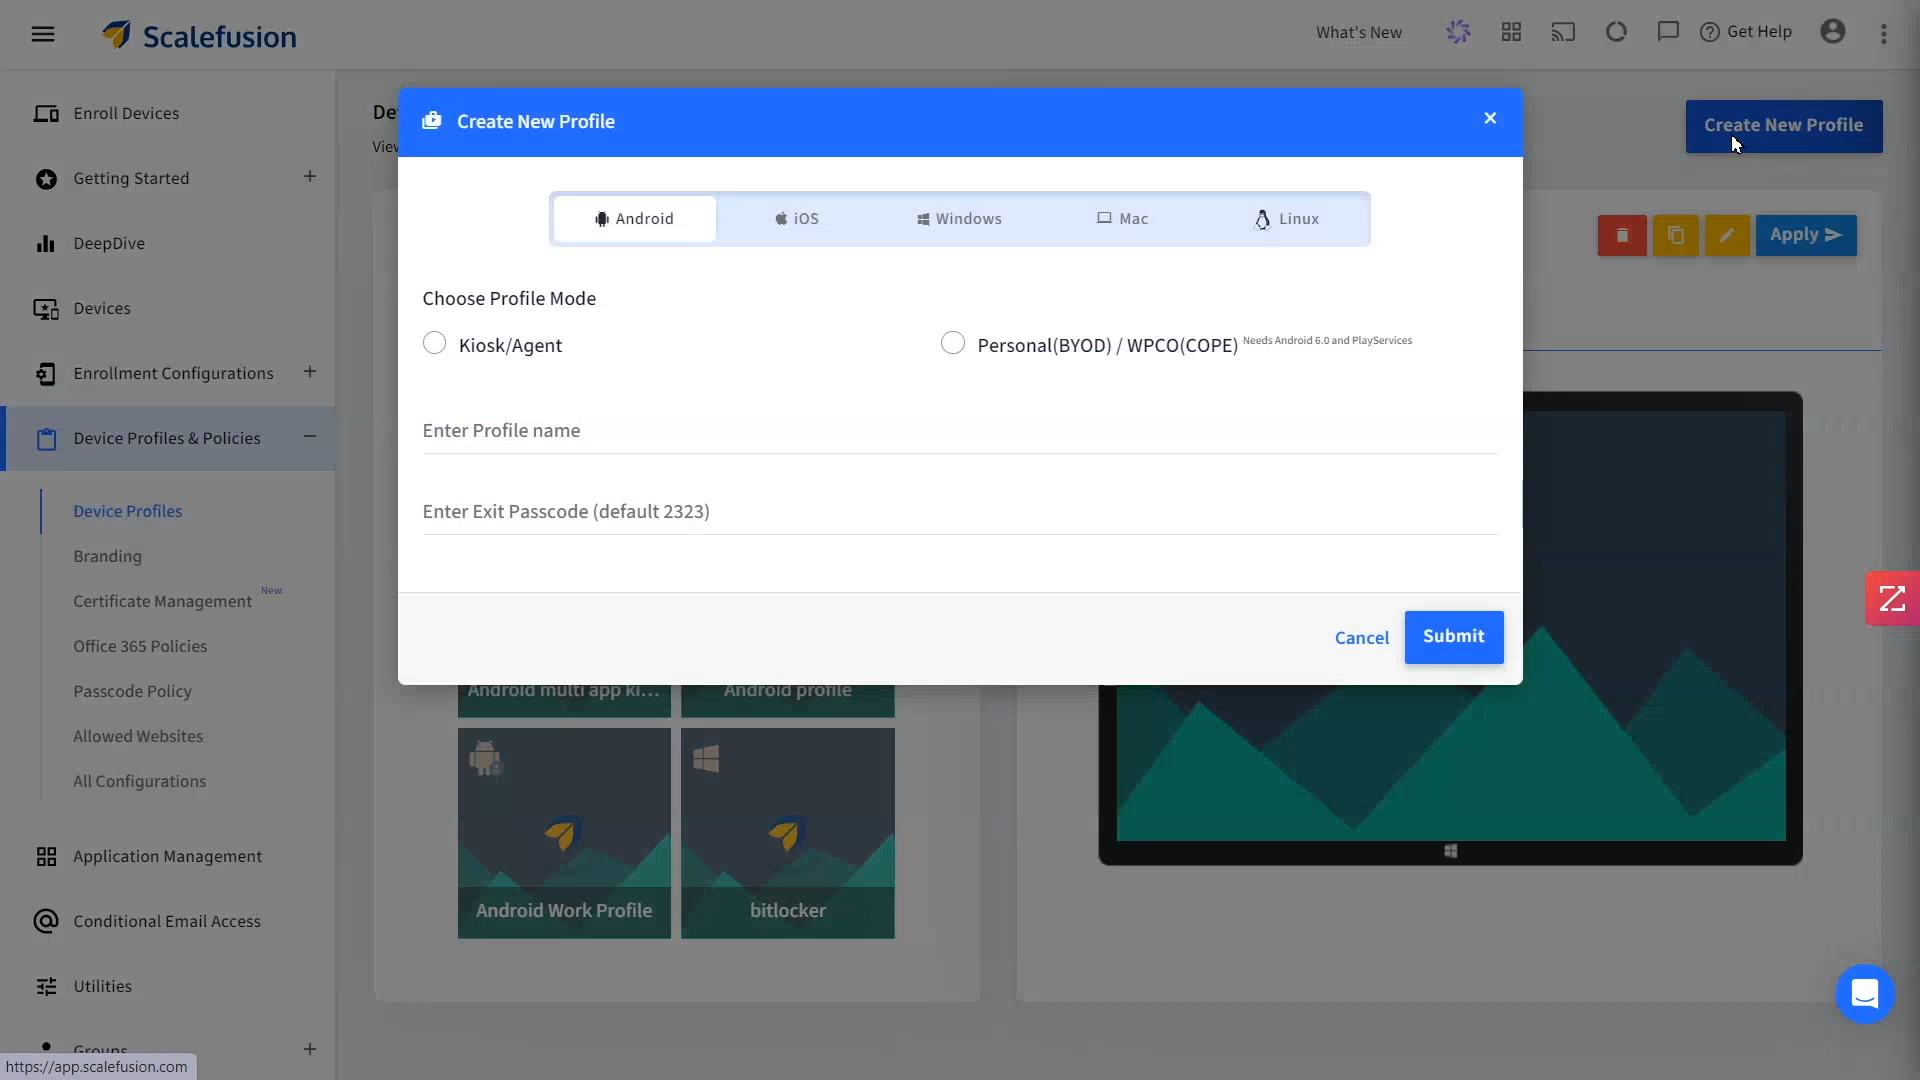 Scalefusion
What's New
Get Help
Enroll Devices
Getting Started
DeepDive
Devices
Enrollment Configurations
Device Profiles & Policies
Device Profiles
Branding
Certificate Management New
Office 365 Policies
Passcode Policy
Allowed Websites
All Configurations
Application Management
Conditional Email Access
Utilities
Groups
https://app.scalefusion.com
Create New Profile
Create New Profile
Android
iOS
Windows
Mac
Linux
Choose Profile Mode
Kiosk/Agent
Personal(BYOD) / WPCO(COPE) Needs Android 6.0 and PlayServices
Enter Profile name
Enter Exit Passcode (default 2323)
Cancel
Submit
Apply
Android multi app ki...
Android profile
Android Work Profile
bitlocker